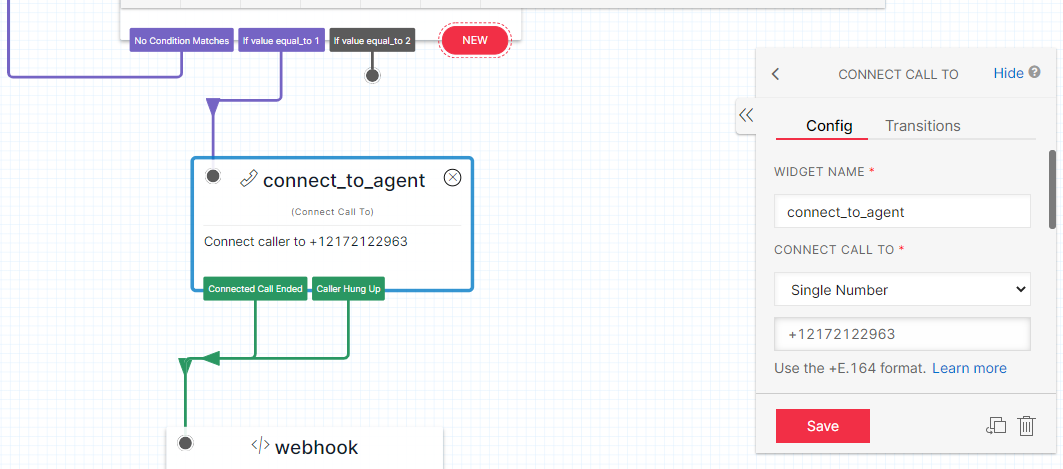 No Condition Matches
If value equal_to 1
If value equal_to 2
NEW
connect_to_agent
(Connect Call To)
Connect caller to +12172122963
Connected Call Ended
Caller Hung Up
</> webhook
CONNECT CALL TO
Hide ?
Config
Transitions
WIDGET NAME *
connect_to_agent
CONNECT CALL TO *
Single Number
+12172122963
Use the +E.164 format. Learn more
Save